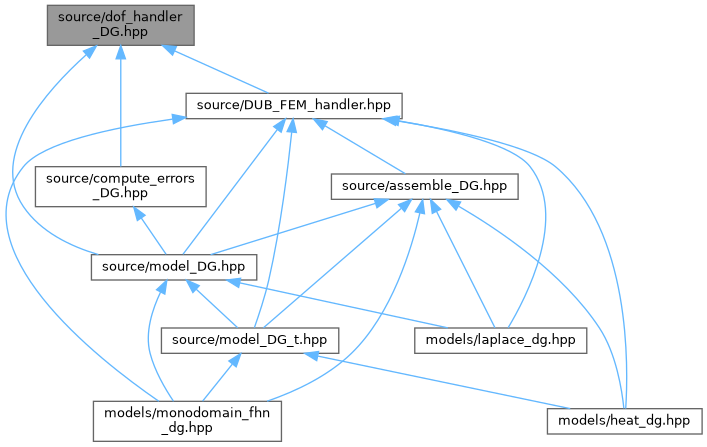 source/dof_handler
_DG.hpp
source/DUB_FEM_handler.hpp
source/compute_errors
_DG.hpp
source/assemble_DG.hpp
source/model_DG.hpp
source/model_DG_t.hpp
models/laplace_dg.hpp
models/monodomain_fhn
_dg.hpp
models/heat_dg.hpp